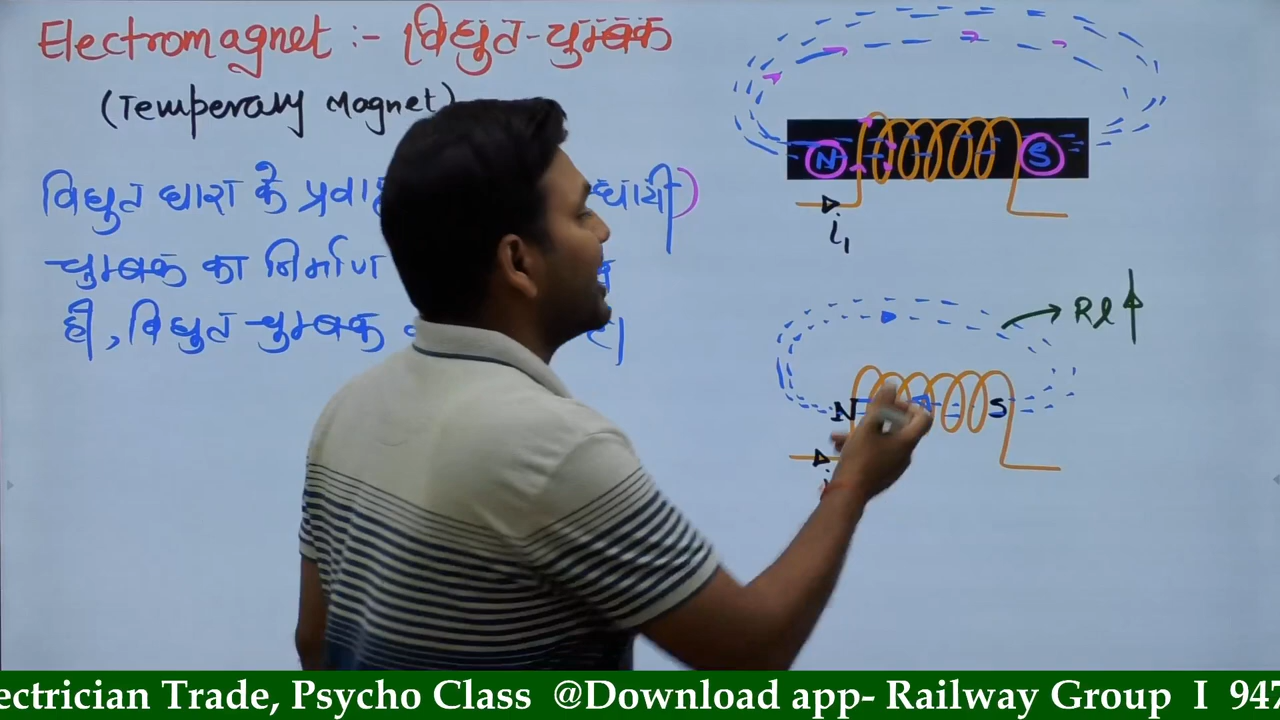 Electromagnet :- विद्युत-चुम्बक
(Temperary Magnet)
विद्युत धारा के प्रवाह
चुम्बक का निर्माण
ही, विद्युत चुम्बक
N S
i₁
Rl
N S
i
ectrician Trade, Psycho Class @Download app- Railway Group I 947